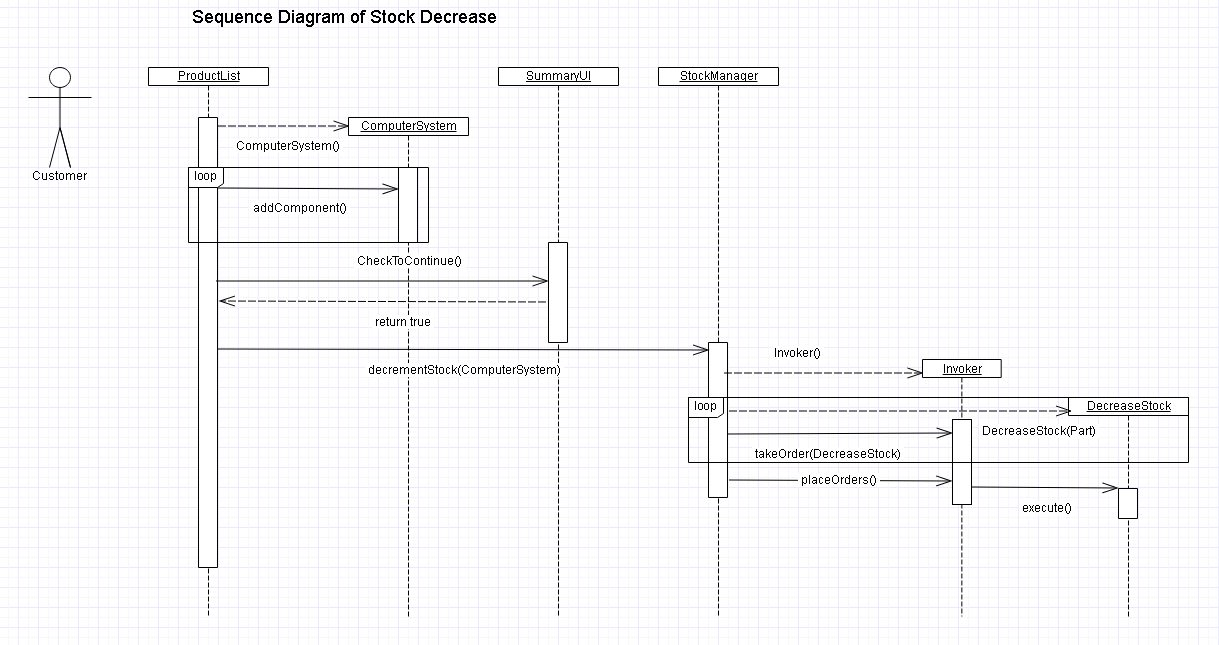 Sequence Diagram of Stock Decrease
ProductList
SummaryUI
StockManager
ComputerSystem
ComputerSystem()
Customer
loop
addComponent()
CheckToContinue()
return true
decrementStock(ComputerSystem)
Invoker()
Invoker
loop
DecreaseStock
DecreaseStock(Part)
takeOrder(DecreaseStock)
placeOrders()
execute()